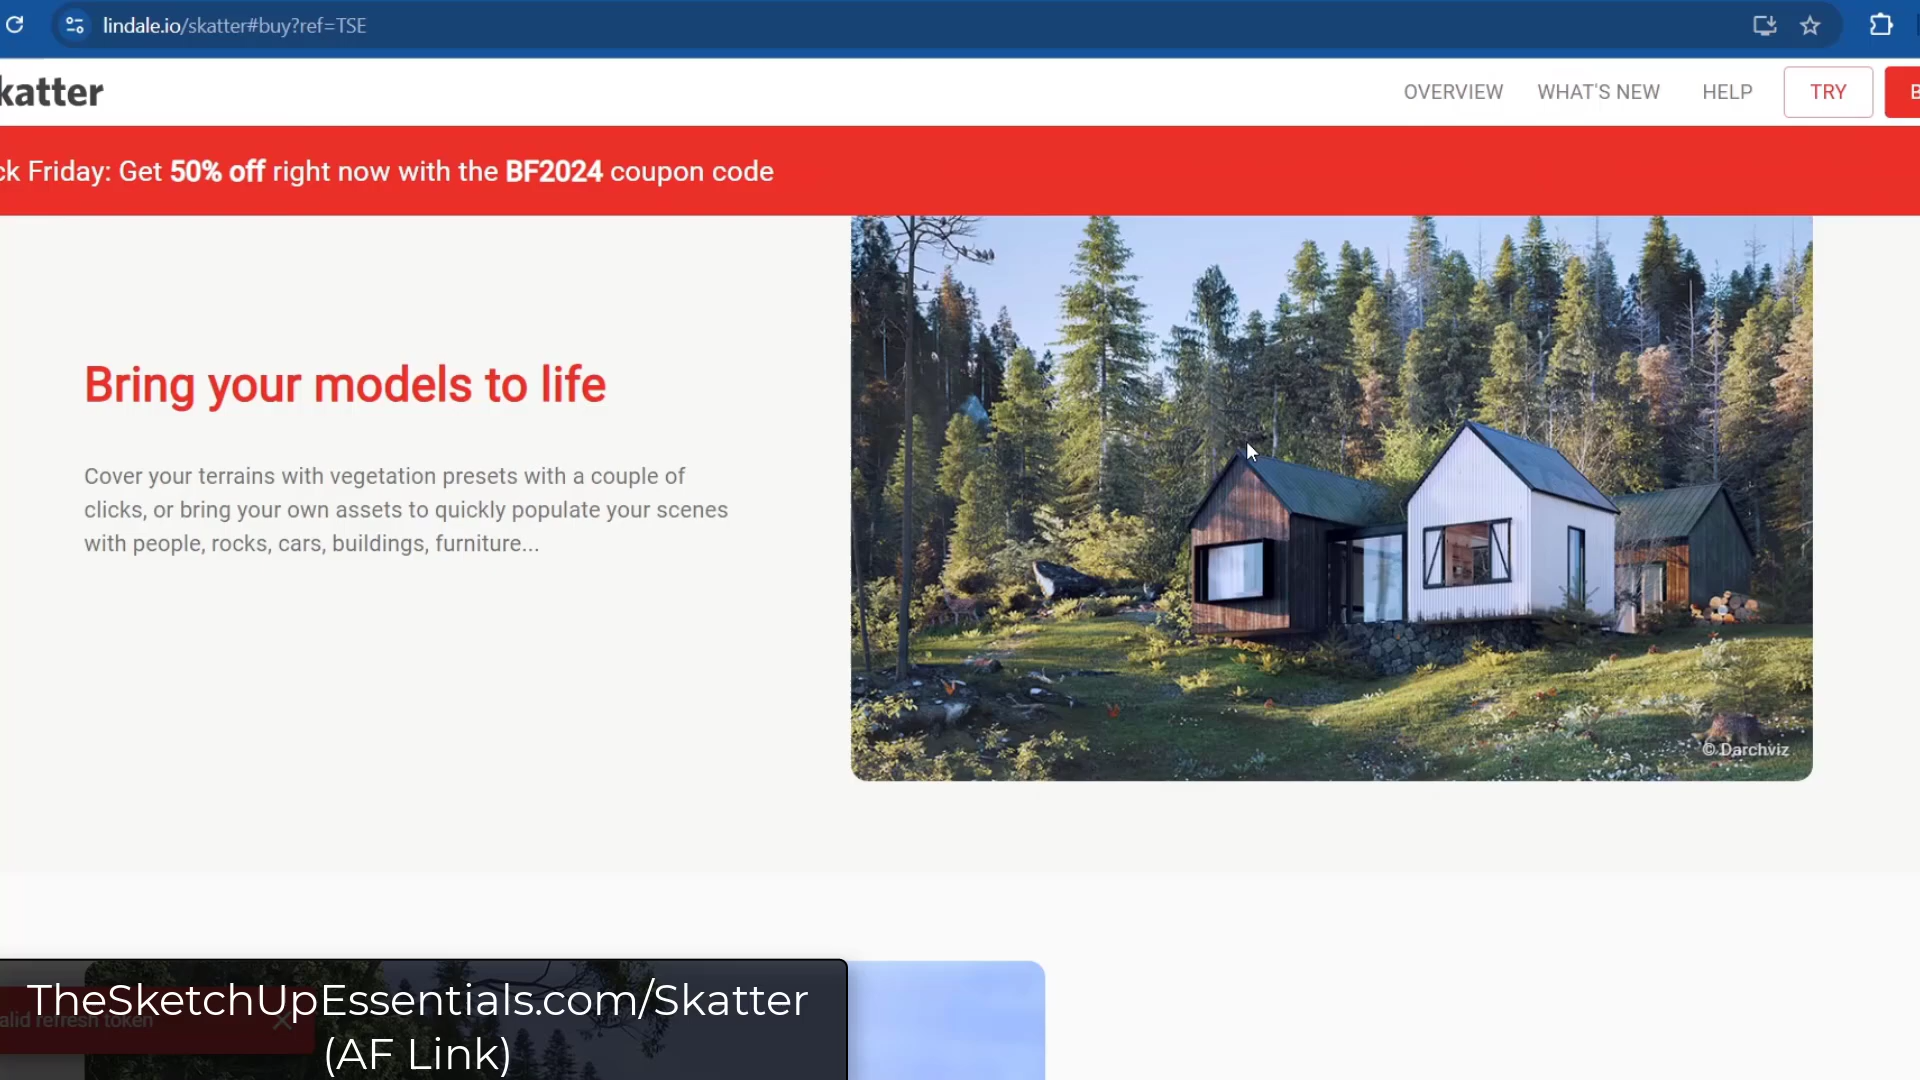 lindale.io/skatter#buy?ref=TSE
katter
OVERVIEW
WHAT'S NEW
HELP
TRY
B
ck Friday: Get 50% off right now with the BF2024 coupon code
Bring your models to life
Cover your terrains with vegetation presets with a couple of
clicks, or bring your own assets to quickly populate your scenes
with people, rocks, cars, buildings, furniture...
© Darchviz
TheSketchUpEssentials.com/Skatter
(AF Link)
alid refresh token